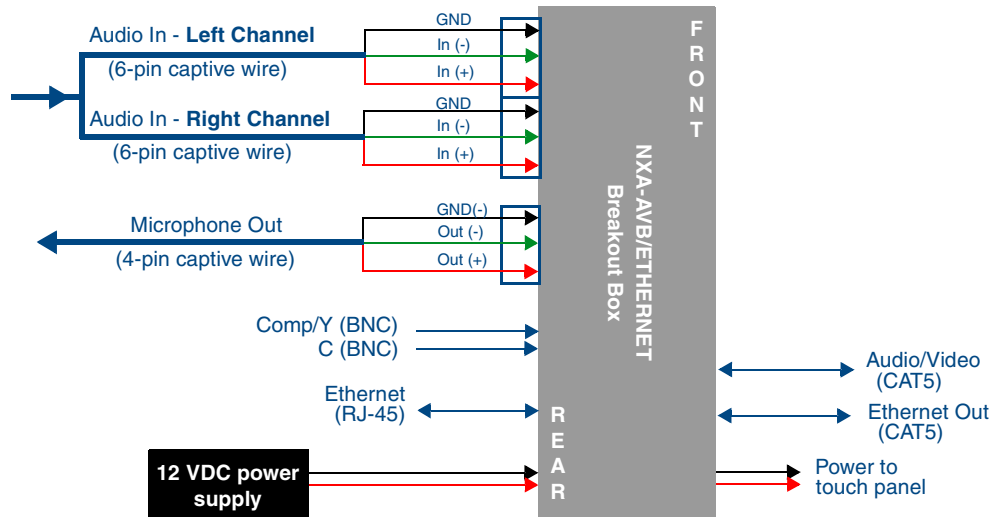 Audio In - Left Channel
(6-pin captive wire)
GND
In (-)
In (+)
Audio In - Right Channel
(6-pin captive wire)
GND
In (-)
In (+)
Microphone Out
(4-pin captive wire)
GND(-)
Out (-)
Out (+)
Comp/Y (BNC)
C (BNC)
Ethernet
(RJ-45)
12 VDC power
supply
FRONT
NXA-AVB/ETHERNET
Breakout Box
REAR
Audio/Video
(CAT5)
Ethernet Out
(CAT5)
Power to
touch panel